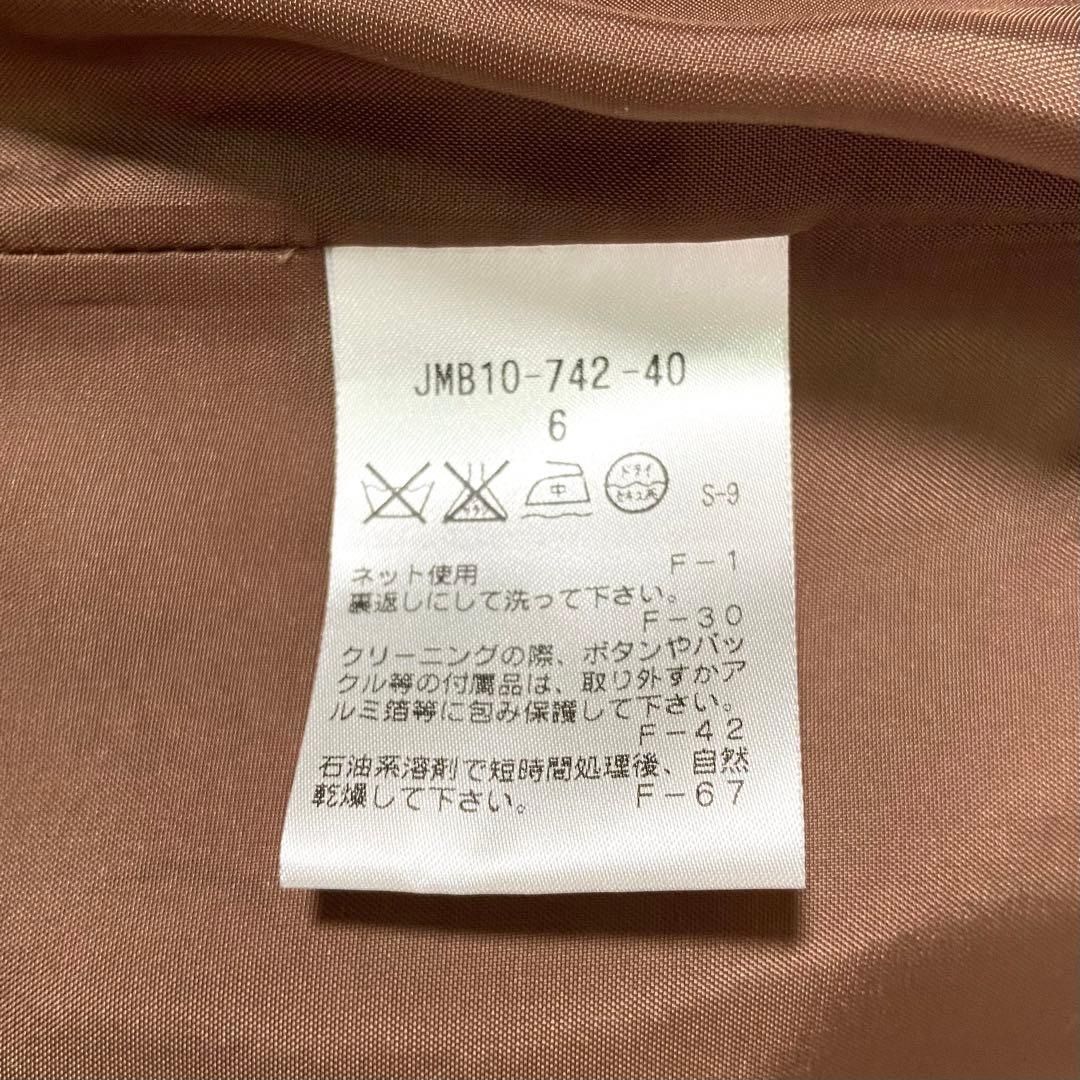 JMB10-742-40
6
中 ドライ セキユ系 S-9
ネット使用 F-1
裏返しにして洗って下さい。
F-30
クリーニングの際、ボタンやバッ
クル等の付属品は、取り外すかア
ルミ箔等に包み保護して下さい。
F-42
石油系溶剤で短時間処理後、自然
乾燥して下さい。 F-67